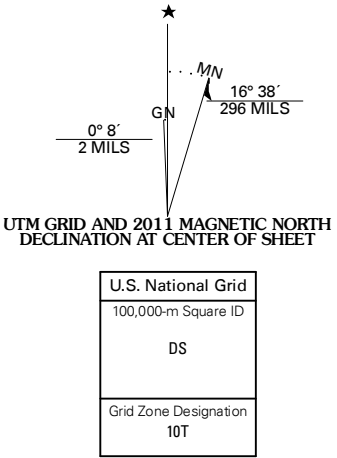 MN
GN
16° 38´
296 MILS
0° 8´
2 MILS
UTM GRID AND 2011 MAGNETIC NORTH
DECLINATION AT CENTER OF SHEET
U.S. National Grid
100,000-m Square ID
DS
Grid Zone Designation
10T